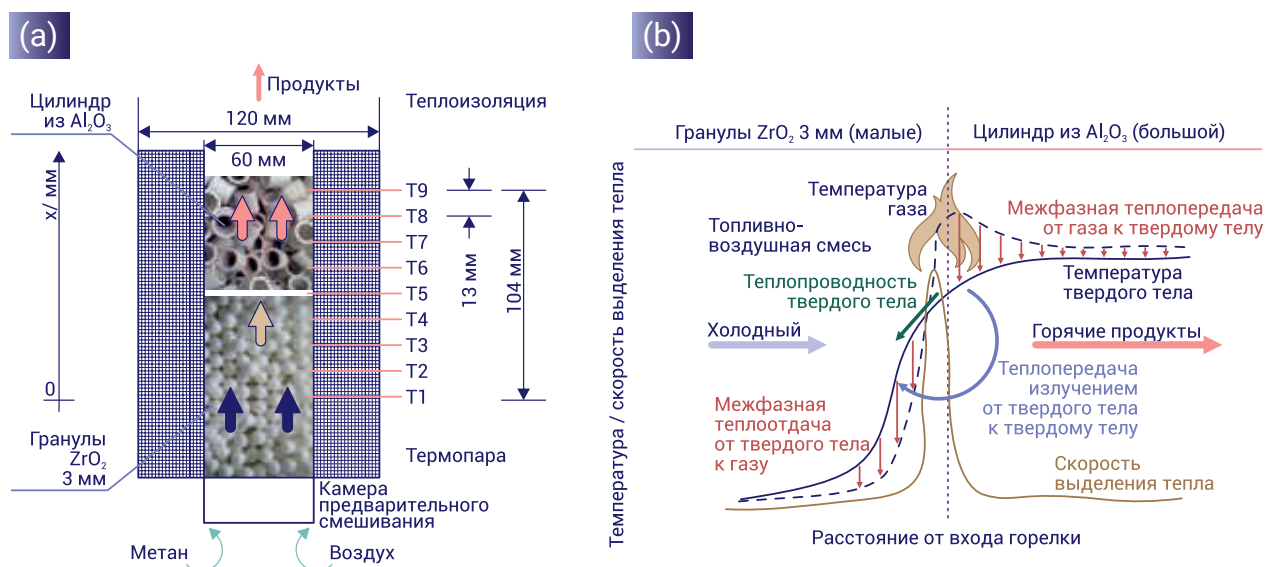 (a)
Продукты
Цилиндр
из Al₂O₃
Теплоизоляция
120 мм
60 мм
x/ мм
0
T9
T8
T7
T6
T5
T4
T3
T2
T1
13 мм
104 мм
Гранулы
ZrO₂
3 мм
Термопара
Камера
предварительного
смешивания
Метан
Воздух
(b)
Температура / скорость выделения тепла
Гранулы ZrO₂ 3 мм (малые)
Цилиндр из Al₂O₃ (большой)
Температура
газа
Топливно-
воздушная смесь
Межфазная теплопередача
от газа к твердому телу
Теплопроводность
твердого тела
Температура
твердого тела
Холодный
Горячие продукты
Теплопередача
излучением
от твердого тела
к твердому телу
Межфазная
теплоотдача
от твердого тела
к газу
Скорость
выделения тепла
Расстояние от входа горелки